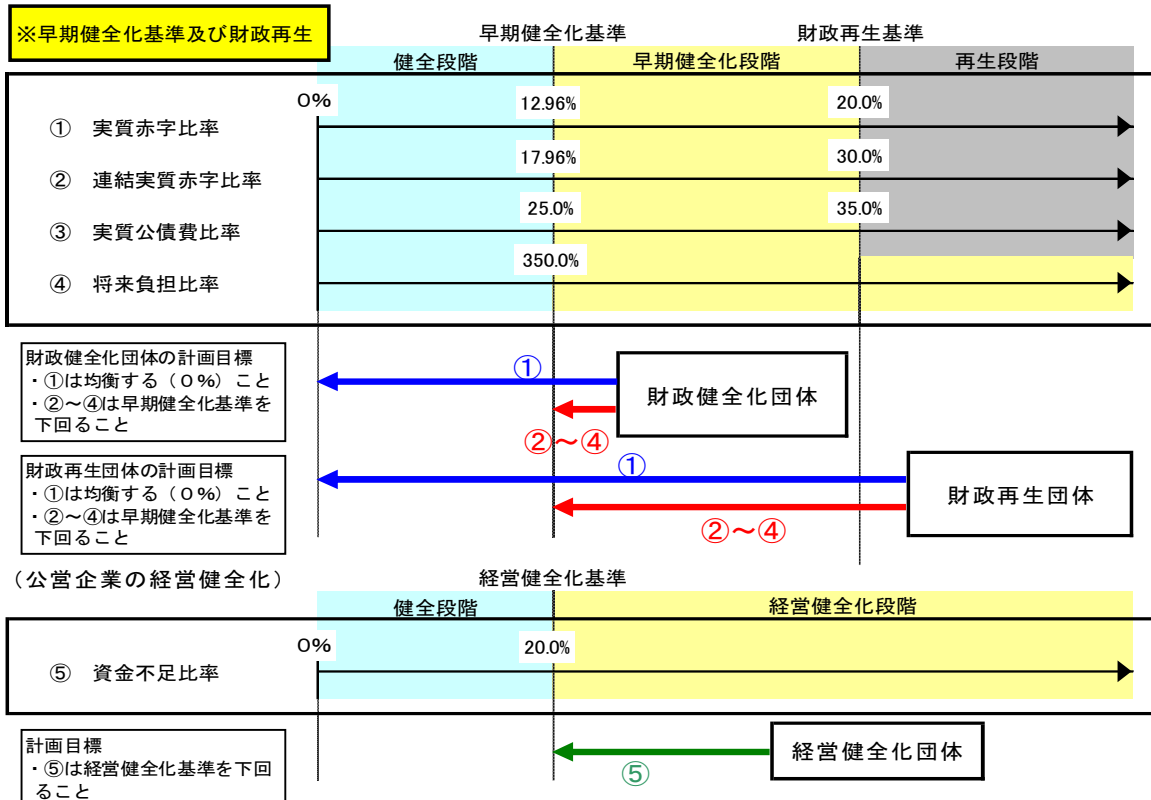 ※早期健全化基準及び財政再生
早期健全化基準 財政再生基準
健全段階 早期健全化段階 再生段階
0% 12.96% 20.0%
① 実質赤字比率
17.96% 30.0%
② 連結実質赤字比率
25.0% 35.0%
③ 実質公債費比率
350.0%
④ 将来負担比率
財政健全化団体の計画目標
・①は均衡する（0%）こと
・②～④は早期健全化基準を
下回ること
①
財政健全化団体
②～④
財政再生団体の計画目標
・①は均衡する（0%）こと
・②～④は早期健全化基準を
下回ること
①
財政再生団体
②～④
（公営企業の経営健全化） 経営健全化基準
健全段階 経営健全化段階
0% 20.0%
⑤ 資金不足比率
計画目標
・⑤は経営健全化基準を下回
ること
経営健全化団体
⑤